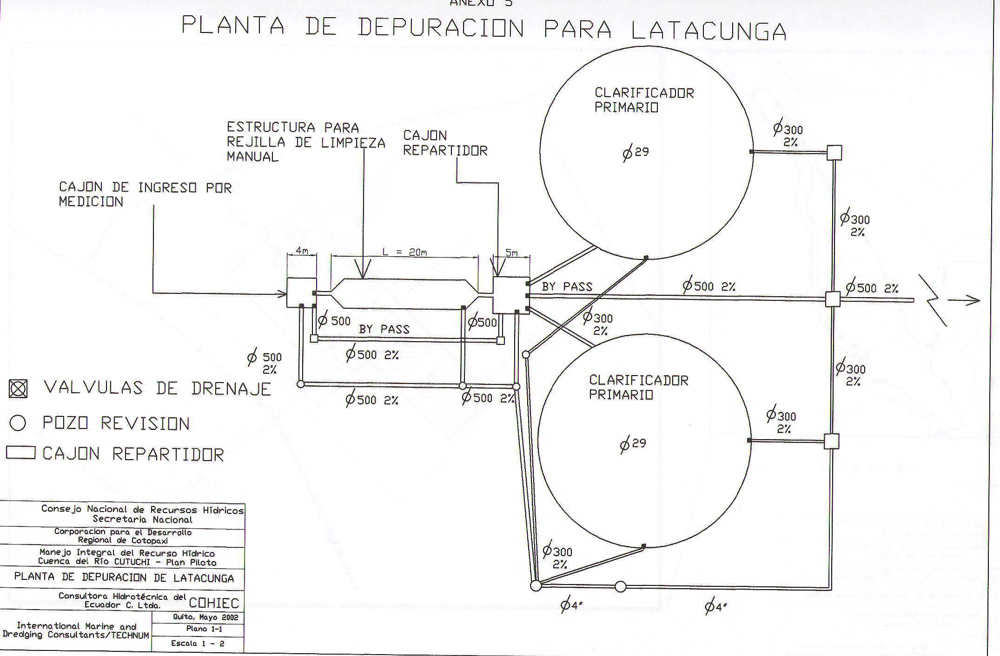 ANEXO 5
PLANTA DE DEPURACION PARA LATACUNGA
CLARIFICADOR
PRIMARIO
ϕ29
ϕ300
2%
ESTRUCTURA PARA
REJILLA DE LIMPIEZA
MANUAL
CAJON
REPARTIDOR
CAJON DE INGRESO POR
MEDICION
ϕ300
2%
4m
L = 20m
5m
BY PASS
ϕ500 2%
ϕ500 2%
ϕ500
BY PASS
ϕ500
ϕ300
2%
ϕ500 2%
ϕ500
2%
ϕ300
2%
ϕ500 2%
ϕ500 2%
CLARIFICADOR
PRIMARIO
ϕ29
ϕ300
2%
VALVULAS DE DRENAJE
POZO REVISION
CAJON REPARTIDOR
ϕ300
2%
ϕ4"
ϕ4"
Consejo Nacional de Recursos Hídricos
Secretaria Nacional
Corporacion para el Desarrollo
Regional de Cotopaxi
Manejo Integral del Recurso Hídrico
Cuenca del Río CUTUCHI - Plan Piloto
PLANTA DE DEPURACION DE LATACUNGA
Consultora Hidrotécnica del
Ecuador C. Ltda.
COHIEC
International Marine and
Dredging Consultants/TECHNUM
Quito, Mayo 2002
Plano 1-1
Escala 1 - 2